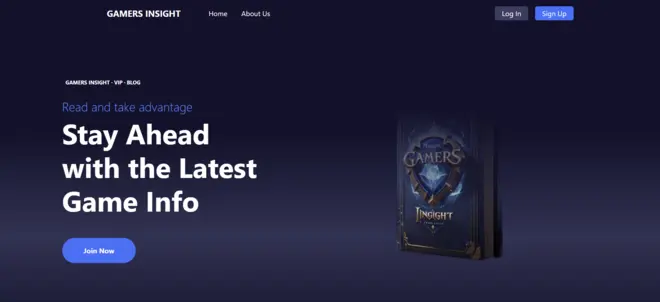 GAMERS INSIGHT
Home
About Us
Log In
Sign Up
GAMERS INSIGHT · VIP · BLOG
Read and take advantage
Stay Ahead
with the Latest
Game Info
GAMERS
JINGIGHT
Join Now